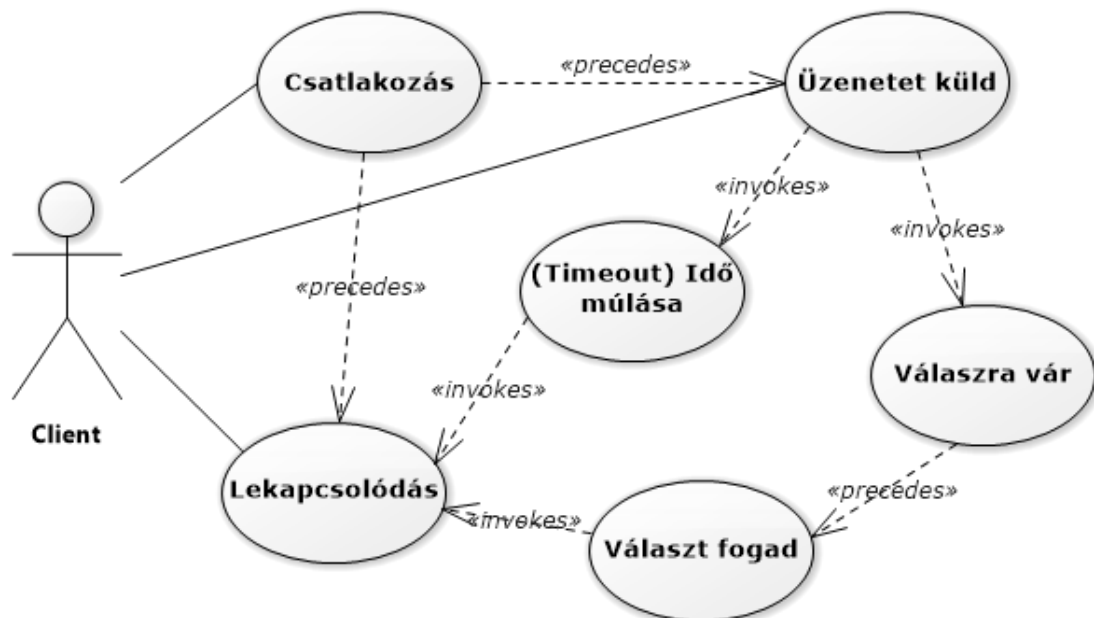 Csatlakozás
«precedes»
Üzenetet küld
«invokes»
«invokes»
(Timeout) Idő
múlása
«precedes»
Válaszra vár
«invokes»
Client
Lekapcsolódás
«precedes»
«invokes»
Választ fogad